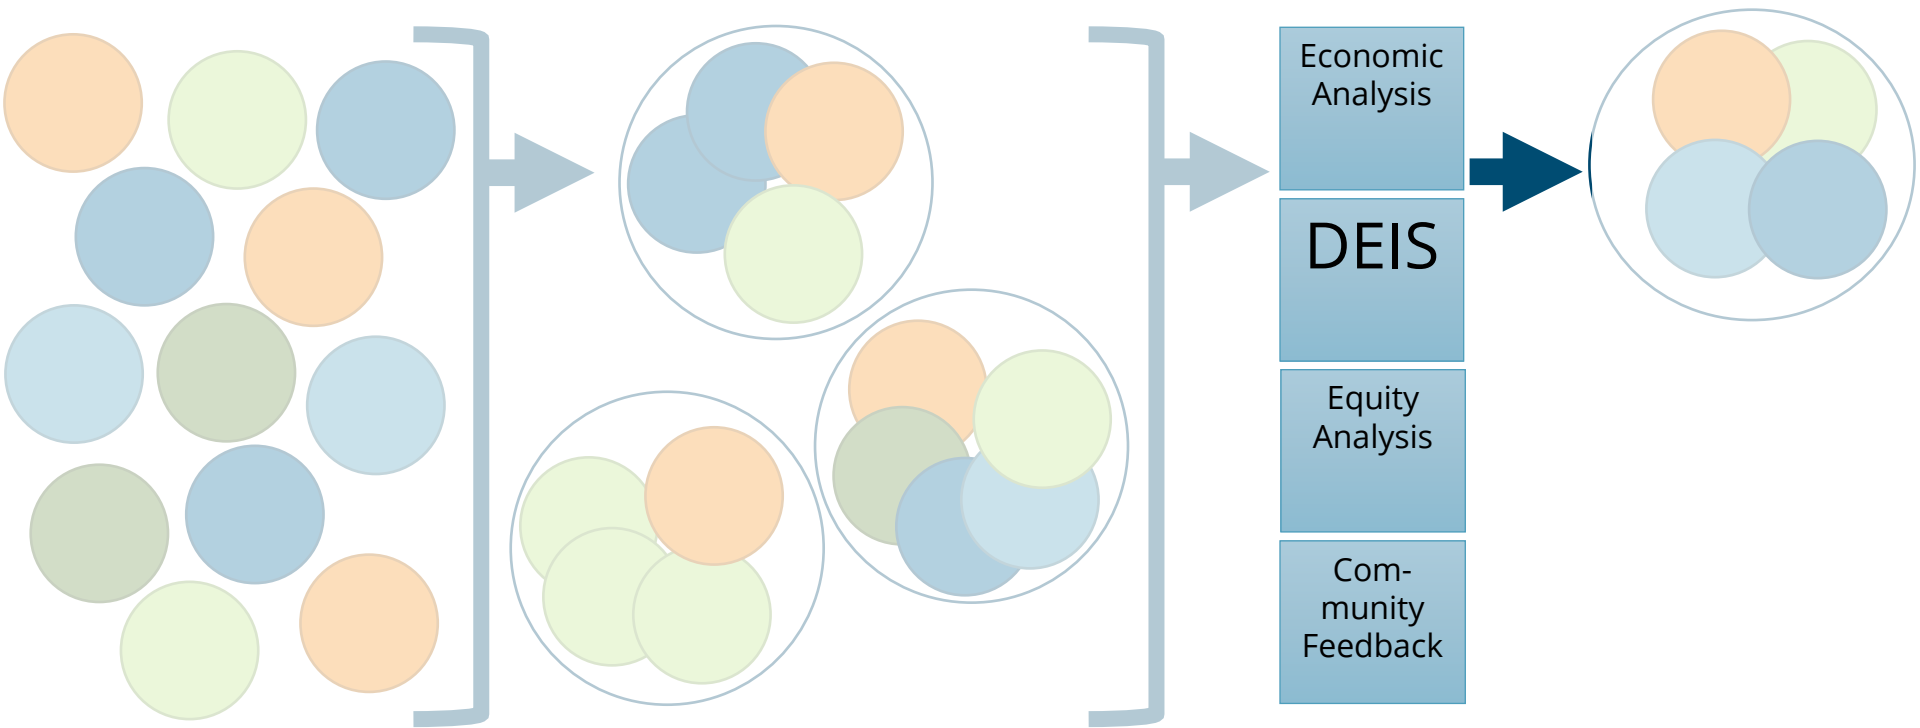 Economic
Analysis
DEIS
Equity
Analysis
Com-
munity
Feedback